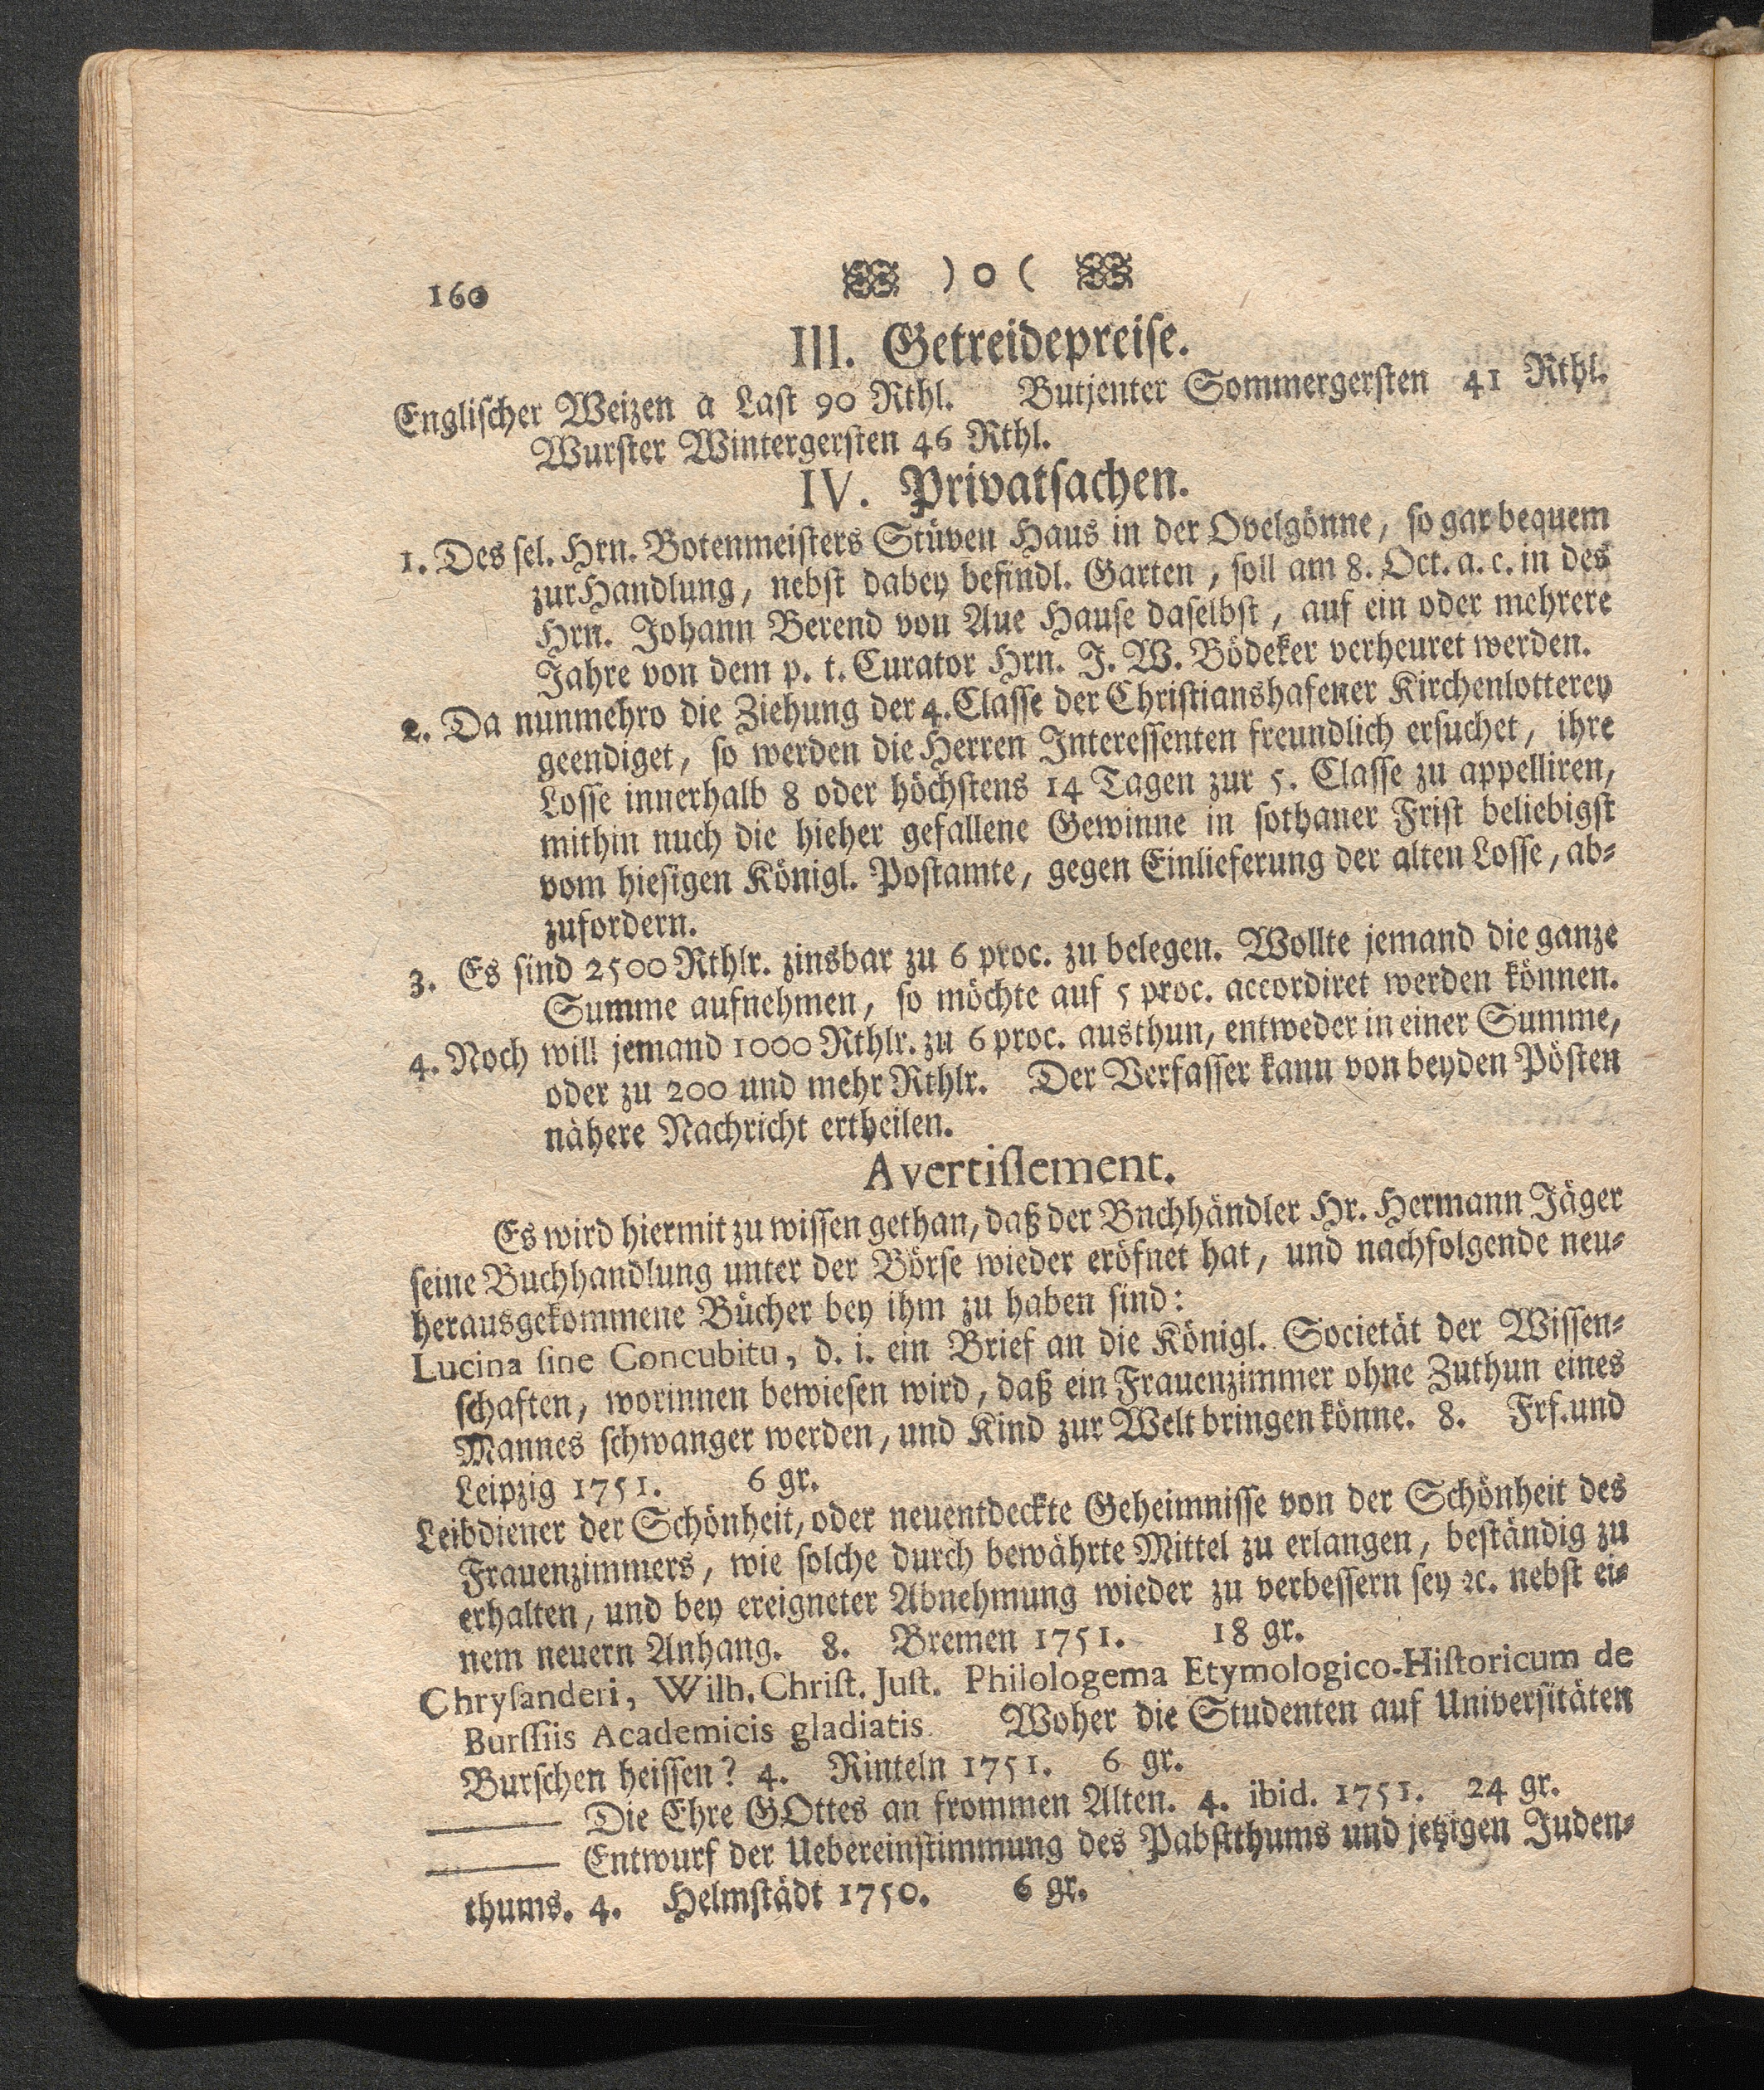 160 ) o (
III. Getreidepreise.
Englischer Weizen a Last 90 Rthl. Butjenter Sommergersten 41 Rthl.
Wurster Wintergersten 46 Rthl.
IV. Privatsachen.
1. Des sel. Hrn. Botenmeisters Stüven Haus in der Ovelgönne, so gar bequem
zur Handlung, nebst dabey befindl. Garten, soll am 8. Oct. a. c. in des
Hrn. Johann Berend von Aue Hause daselbst, auf ein oder mehrere
Jahre von dem p. t. Curator Hrn. J. W. Bödeker verheuret werden.
2. Da nunmehro die Ziehung der 4. Classe der Christianshafener Kirchenlotterey
geendiget, so werden die Herren Interessenten freundlich ersuchet, ihre
Losse innerhalb 8 oder höchstens 14 Tagen zur 5. Classe zu appelliren,
mithin nuch die hieher gefallene Gewinne in sothaner Frist beliebigst
vom hiesigen Königl. Postamte, gegen Einlieferung der alten Losse, ab-
zufordern.
3. Es sind 2500 Rthlr. zinsbar zu 6 proc. zu belegen. Wollte jemand die ganze
Summe aufnehmen, so möchte auf 5 proc. accordiret werden können.
4. Noch will jemand 1000 Rthlr. zu 6 proc. austhun, entweder in einer Summe,
oder zu 200 und mehr Rthlr. Der Verfasser kann von beyden Pösten
nähere Nachricht ertheilen.
Avertissement.
Es wird hiermit zu wissen gethan, daß der Bnchhändler Hr. Hermann Jäger
seine Buchhandlung unter der Börse wieder eröfnet hat, und nachfolgende neu-
herausgekommene Bücher bey ihm zu haben sind:
Lucina sine Concubitu, d. i. ein Brief an die Königl. Societät der Wissen-
schaften, worinnen bewiesen wird, daß ein Frauenzimmer ohne Zuthun eines
Mannes schwanger werden, und Kind zur Welt bringen könne. 8. Frf. und
Leipzig 1751. 6 gr.
Leibdiener der Schönheit, oder neuentdeckte Geheimnisse von der Schönheit des
Frauenzimmers, wie solche durch bewährte Mittel zu erlangen, beständig zu
erhalten, und bey ereigneter Abnehmung wieder zu verbessern sey ꝛc. nebst ei-
nem neuern Anhang. 8. Bremen 1751. 18 gr.
Chrysanderi, Wilh. Christ. Just. Philologema Etymologico-Historicum de
Burssiis Academicis gladiatis. Woher die Studenten auf Universitäten
Burschen heissen? 4. Rinteln 1751. 6 gr.
——— Die Ehre GOttes an frommen Alten. 4. ibid. 1751. 24 gr.
——— Entwurf der Uebereinstimmung des Pabstthums und jetzigen Juden-
thums. 4. Helmstädt 1750. 6 gr.